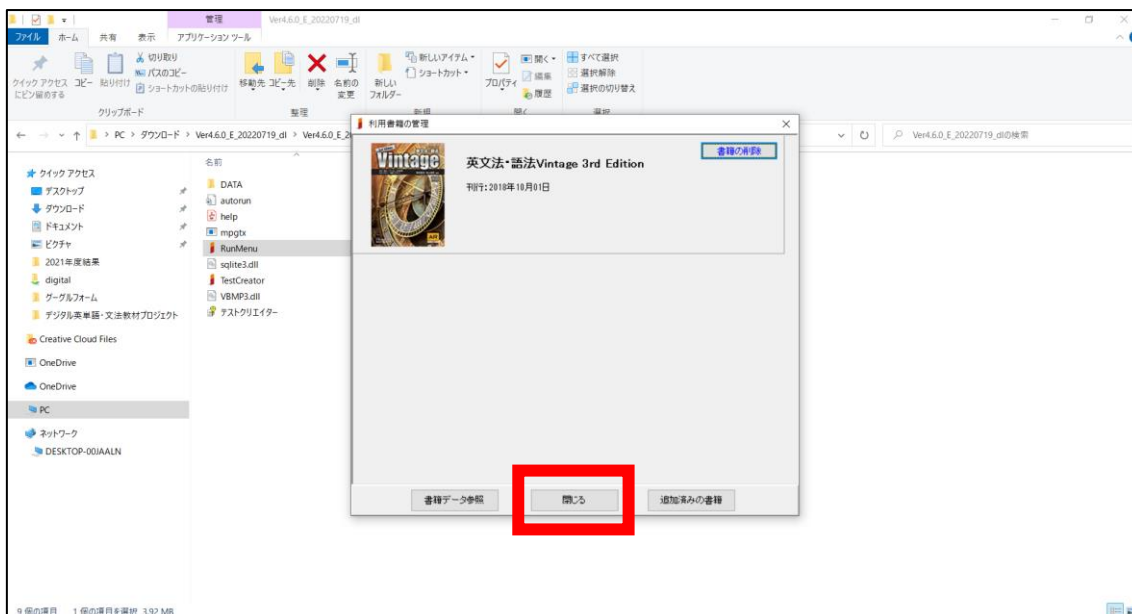 管理 Ver4.6.0_E_20220719_dl
ファイル ホーム 共有 表示 アプリケーション ツール
クイック アクセス
にピン留めする
コピー
貼り付け
切り取り
パスのコピー
ショートカットの貼り付け
クリップボード
移動先
コピー先
削除
名前の
変更
整理
新しい
フォルダー
新しいアイテム
ショートカット
新規
プロパティ
開く
編集
履歴
開く
すべて選択
選択解除
選択の切り替え
選択
> PC > ダウンロード > Ver4.6.0_E_20220719_dl > Ver4.6.0_E_2
Ver4.6.0_E_20220719_dlの検索
クイック アクセス
デスクトップ
ダウンロード
ドキュメント
ピクチャ
2021年度結果
digital
グーグルフォーム
デジタル英単語・文法教材プロジェクト
Creative Cloud Files
OneDrive
OneDrive
PC
ネットワーク
DESKTOP-00JAALN
名前
DATA
autorun
help
mpgtx
RunMenu
sqlite3.dll
TestCreator
VBMP3.dll
テストクリエイター
利用書籍の管理
Vintage
AR
英文法・語法Vintage 3rd Edition
刊行:2018年10月01日
書籍の削除
書籍データ参照 閉じる 追加済みの書籍
9 個の項目 1 個の項目を選択 3.92 MB